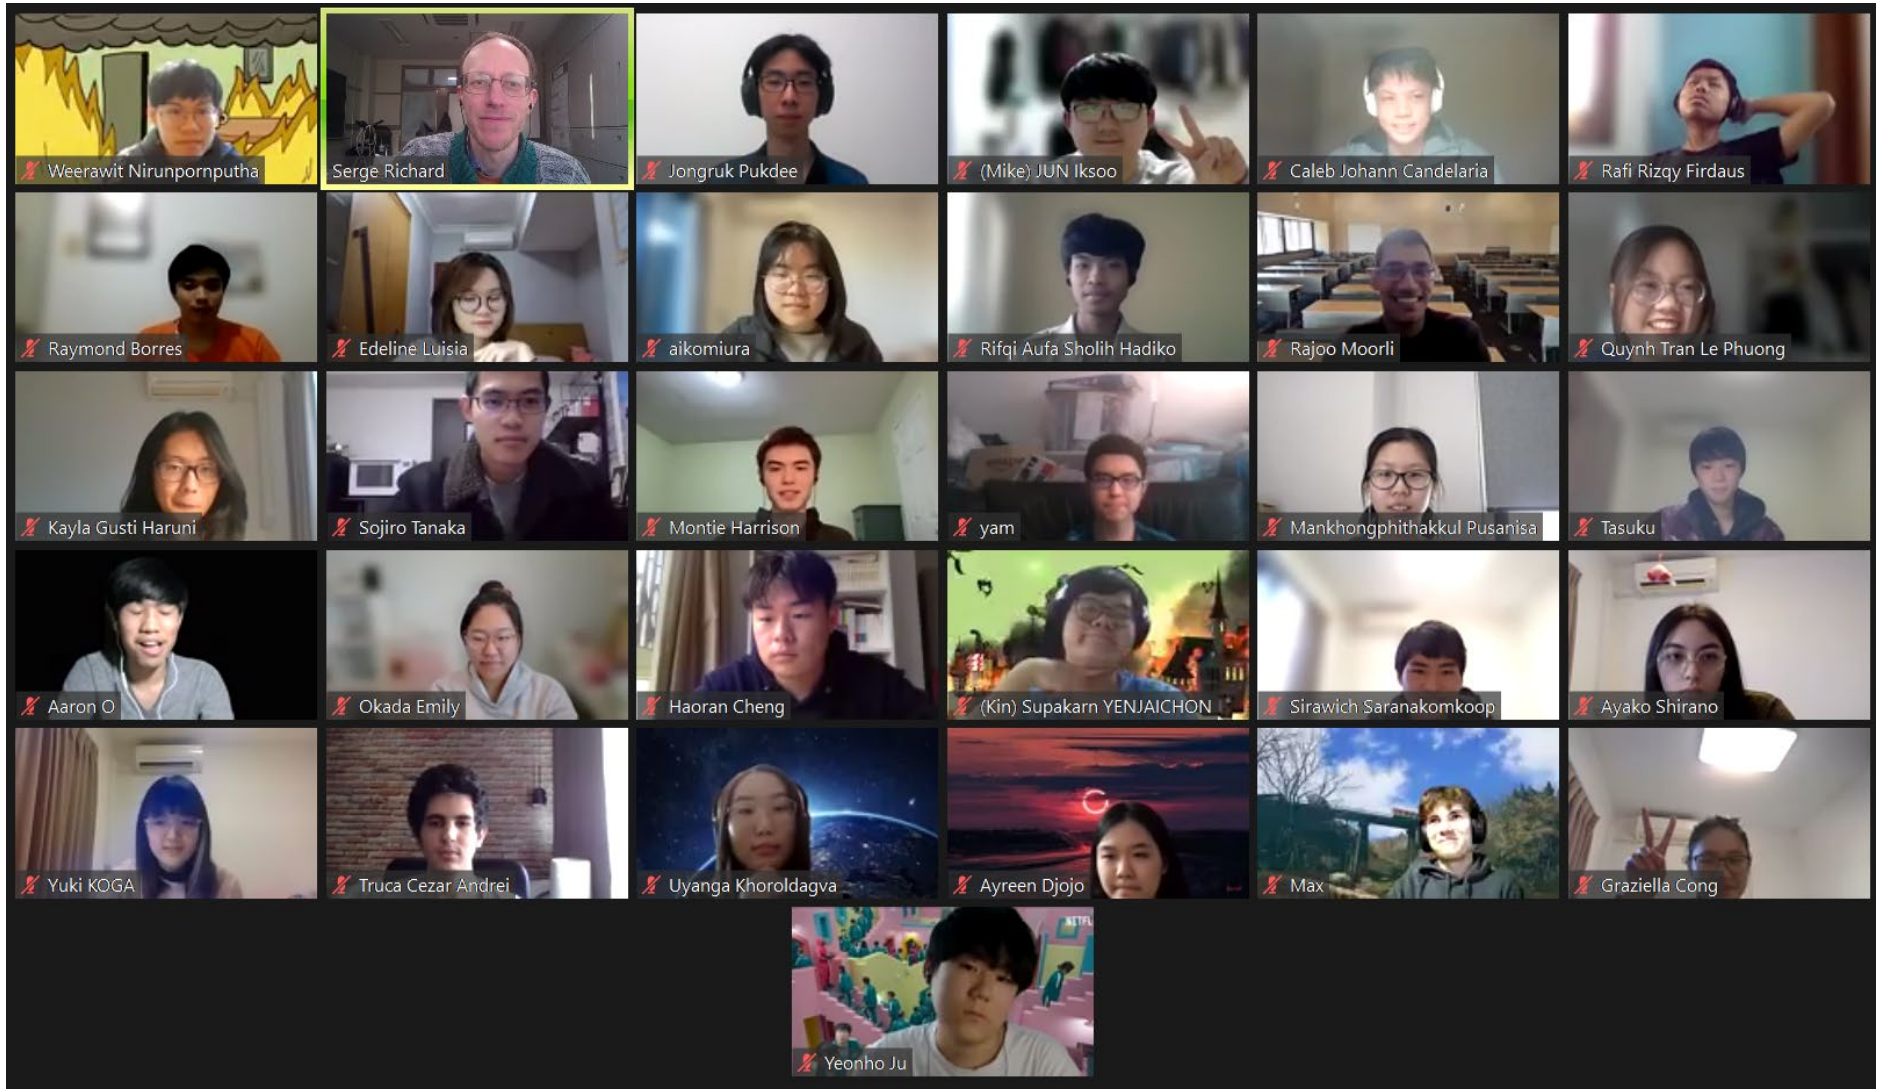 Weerawit Nirunpornputha
Serge Richard
Jongruk Pukdee
(Mike) JUN Iksoo
Caleb Johann Candelaria
Rafi Rizqy Firdaus
Raymond Borres
Edeline Luisia
aikomiura
Rifqi Aufa Sholih Hadiko
Rajoo Moorli
Quynh Tran Le Phuong
Kayla Gusti Haruni
Sojiro Tanaka
Montie Harrison
yam
Mankhongphithakkul Pusanisa
Tasuku
Aaron O
Okada Emily
Haoran Cheng
(Kin) Supakarn YENJAICHON
Sirawich Saranakomkoop
Ayako Shirano
Yuki KOGA
Truca Cezar Andrei
Uyanga Khoroldagva
Ayreen Djojo
Max
Graziella Cong
NETFL
Yeonho Ju